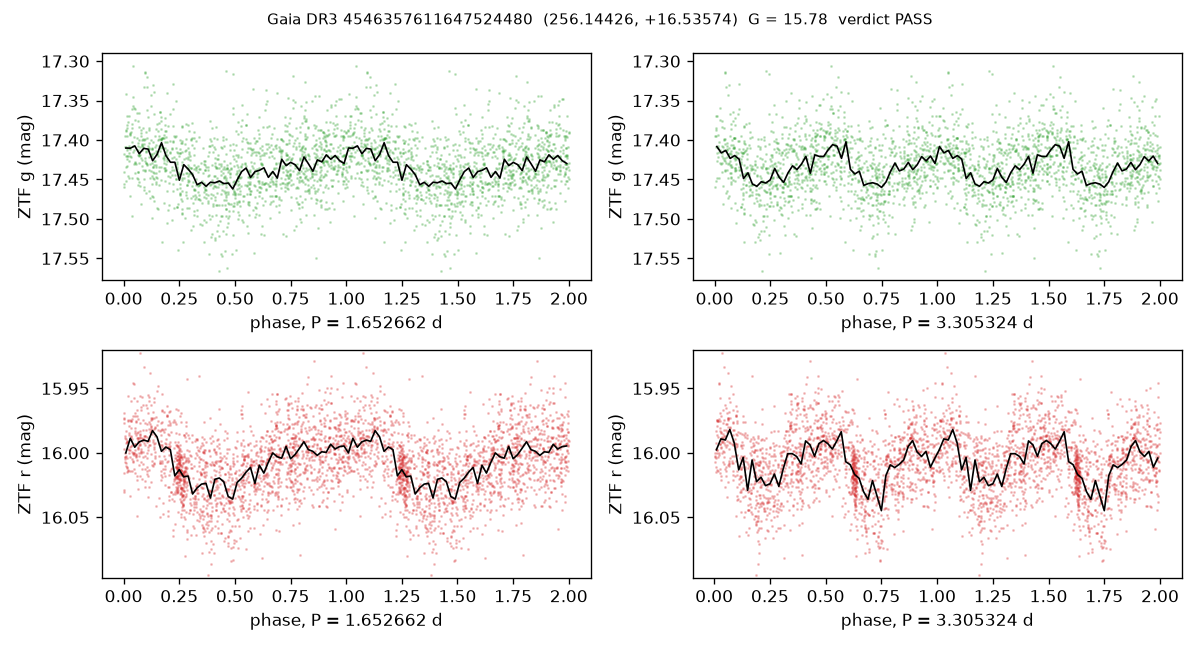 Gaia DR3 4546357611647524480  (256.14426, +16.53574)  G = 15.78  verdict PASS
ZTF g (mag)
17.30
17.35
17.40
17.45
17.50
17.55
0.00 0.25 0.50 0.75 1.00 1.25 1.50 1.75 2.00
phase, P = 1.652662 d
ZTF g (mag)
17.30
17.35
17.40
17.45
17.50
17.55
0.00 0.25 0.50 0.75 1.00 1.25 1.50 1.75 2.00
phase, P = 3.305324 d
ZTF r (mag)
15.95
16.00
16.05
0.00 0.25 0.50 0.75 1.00 1.25 1.50 1.75 2.00
phase, P = 1.652662 d
ZTF r (mag)
15.95
16.00
16.05
0.00 0.25 0.50 0.75 1.00 1.25 1.50 1.75 2.00
phase, P = 3.305324 d